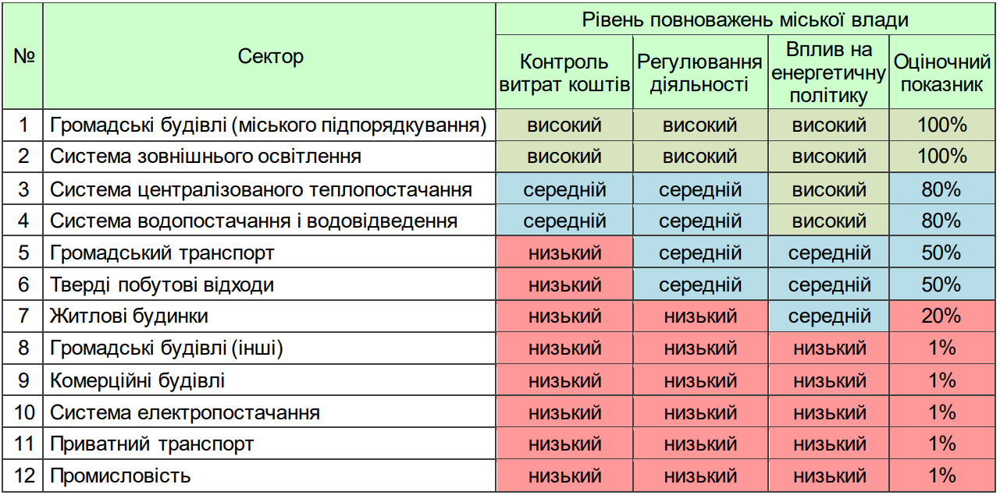 № Сектор Рівень повноважень міської влади
Контроль витрат коштів Регулювання діяльності Вплив на енергетичну політику Оціночний показник
1 Громадські будівлі (міського підпорядкування) високий високий високий 100%
2 Система зовнішнього освітлення високий високий високий 100%
3 Система централізованого теплопостачання середній середній високий 80%
4 Система водопостачання і водовідведення середній середній високий 80%
5 Громадський транспорт низький середній середній 50%
6 Тверді побутові відходи низький середній середній 50%
7 Житлові будинки низький низький середній 20%
8 Громадські будівлі (інші) низький низький низький 1%
9 Комерційні будівлі низький низький низький 1%
10 Система електропостачання низький низький низький 1%
11 Приватний транспорт низький низький низький 1%
12 Промисловість низький низький низький 1%